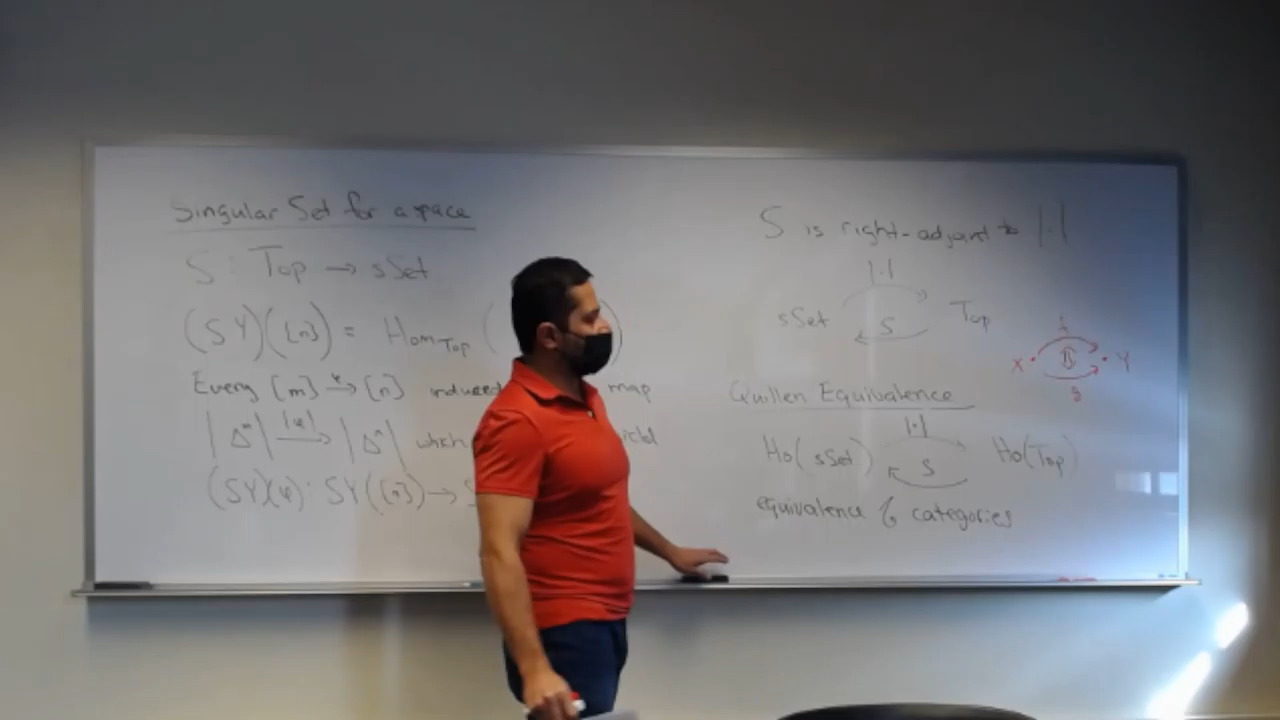 Singular Set for a space
S : Top → sSet
(SY)([n]) = Hom_Top ( )
Every [m] →^φ [n] induced map
|Δ^m| →^|φ| |Δ^n| which
(SY)(φ) : SY([n]) →
S is right-adjoint to |.|
|.|
sSet Top
S
X Y
Quillen Equivalence
|.|
Ho(sSet) Ho(Top)
S
equivalence of categories